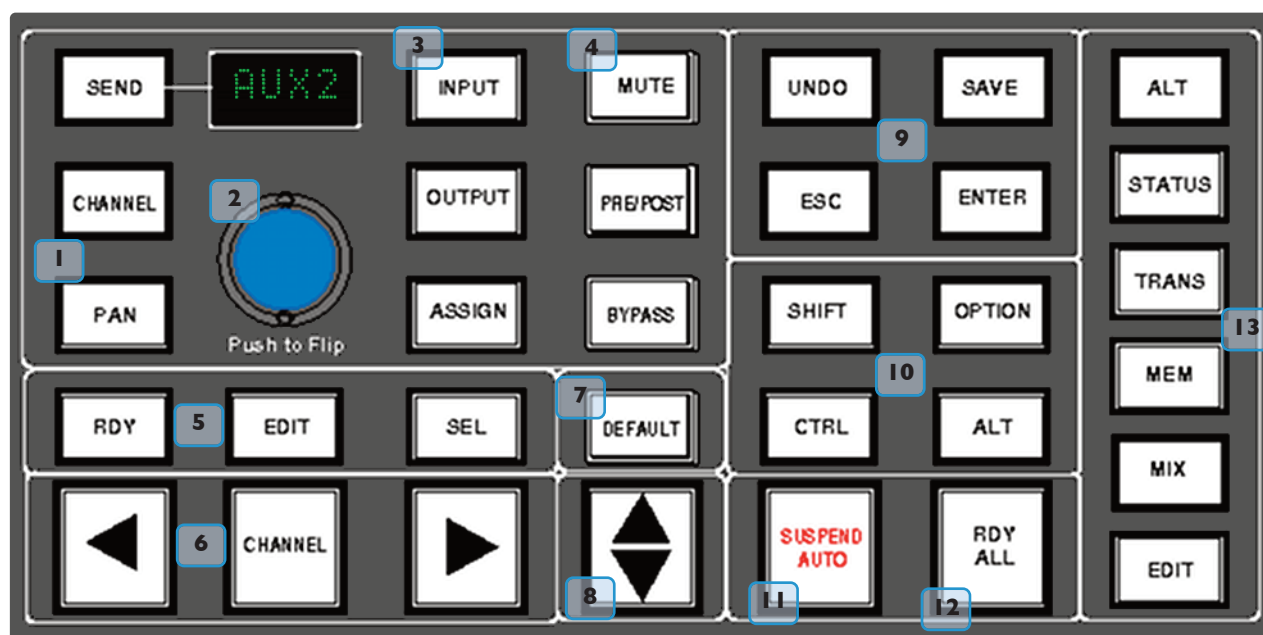 SEND
AUX2
3
INPUT
4
MUTE
UNDO
SAVE
ALT
9
CHANNEL
2
OUTPUT
PRE/POST
ESC
ENTER
STATUS
1
PAN
Push to Flip
ASSIGN
BYPASS
SHIFT
OPTION
TRANS
13
10
MEM
RDY
5
EDIT
SEL
7
DEFAULT
CTRL
ALT
MIX
6
CHANNEL
8
SUSPEND
AUTO
11
RDY
ALL
12
EDIT